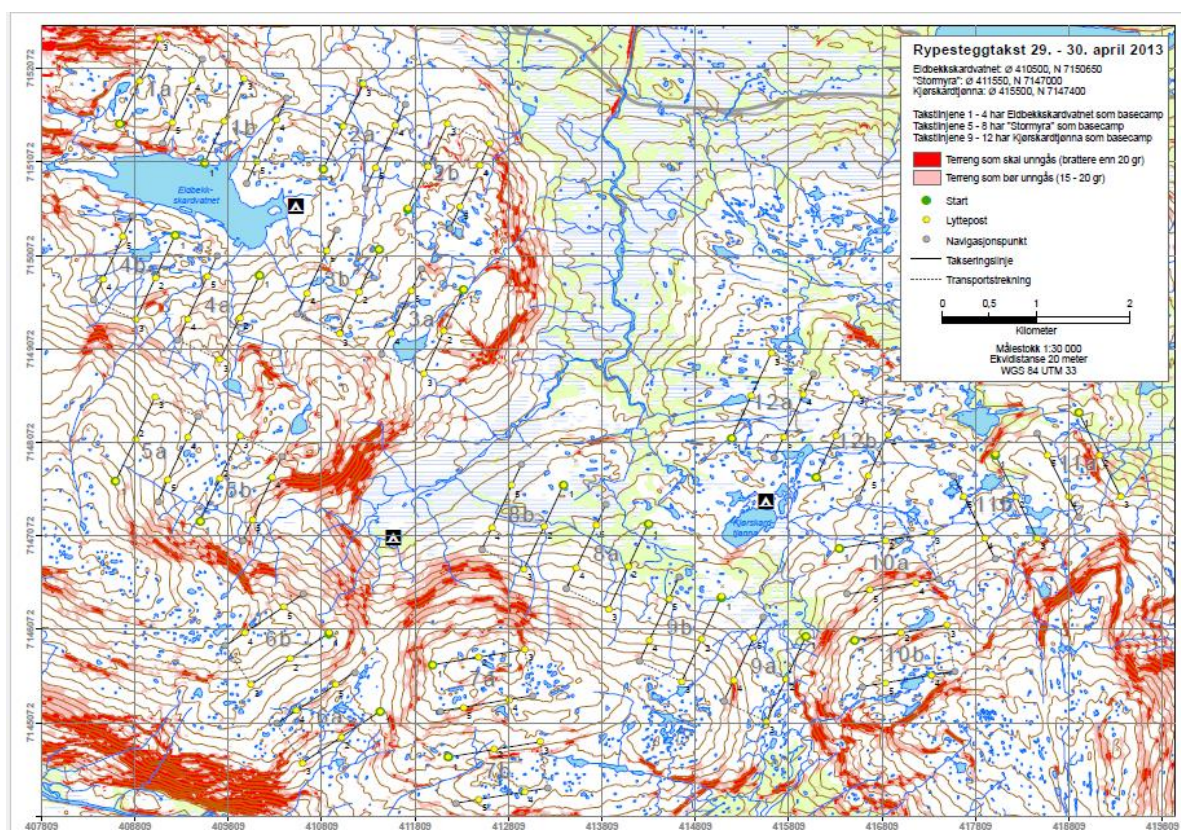 Rypesteggtakst 29. - 30. april 2013
Eidbekkskardvatnet: Ø 410500, N 7150650
"Stormyra": Ø 411550, N 7147000
Kjørskardtjønna: Ø 415500, N 7147400
Takstlinjene 1 - 4 har Eidbekkskardvatnet som basecamp
Takstlinjene 5 - 8 har "Stormyra" som basecamp
Takstlinjene 9 - 12 har Kjørskardtjønna som basecamp
Terreng som skal unngås (brattere enn 20 gr)
Terreng som bør unngås (15 - 20 gr)
Start
Lyttepost
Navigasjonspunkt
Takseringslinje
Transportstrekning
0 0,5 1 2
Kilometer
Målestokk 1:30 000
Ekvidistanse 20 meter
WGS 84 UTM 33
7152072
7151072
7150072
7149072
7148072
7147072
7146072
7145072
1a
1b
2a
2b
Eidbekk-
skardvatnet
4b
4a
3b
3a
5a
5b
12a
12b
11a
11b
8b
8a
Kjørskard-
tjønna
10a
6b
6a
7a
9b
9a
10b
7b
407809 408809 409809 410809 411809 412809 413809 414809 415809 416809 417809 418809 419809